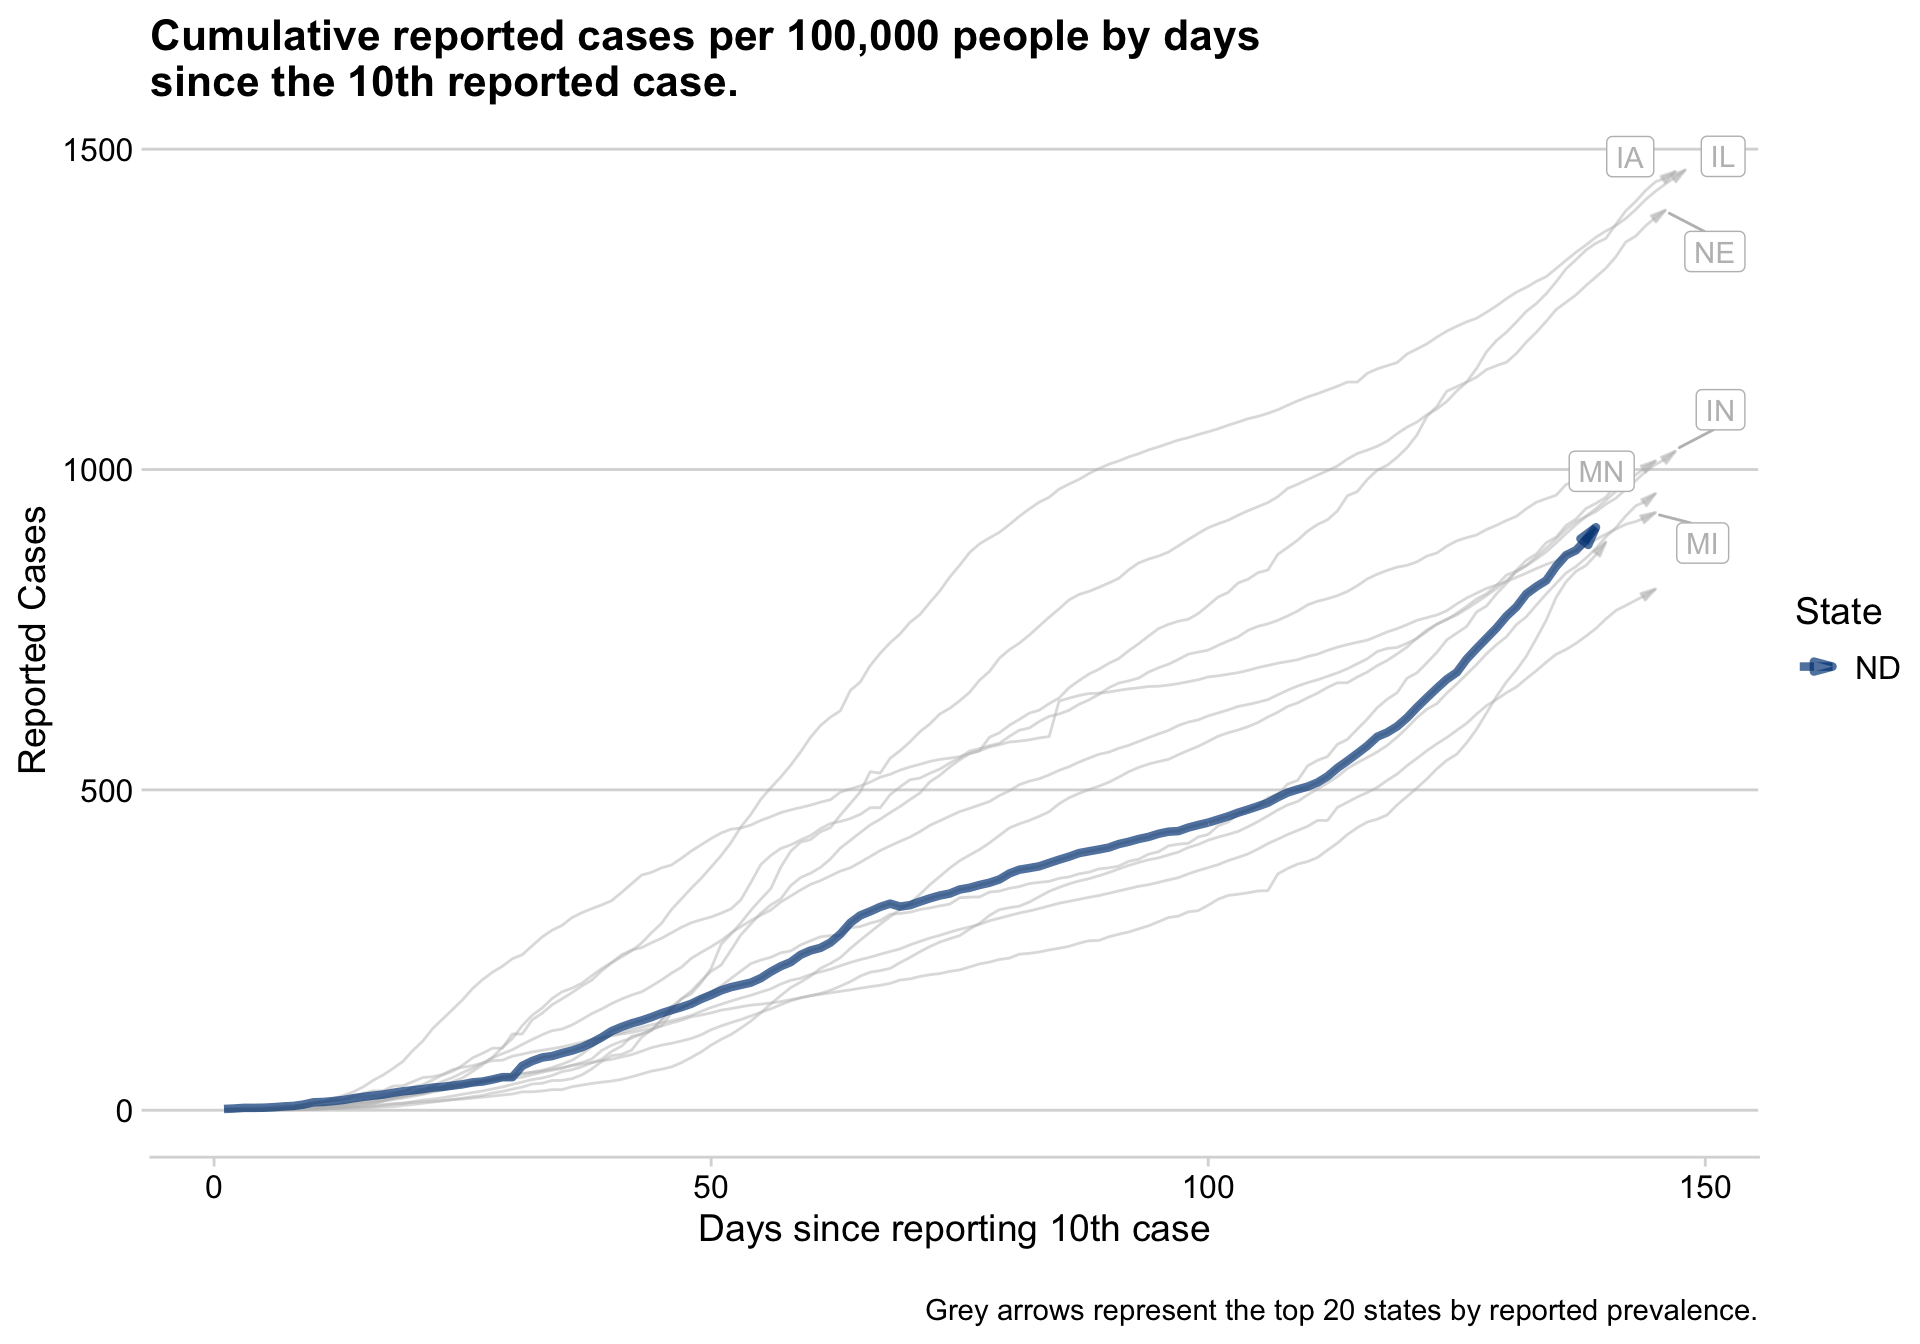 Cumulative reported cases per 100,000 people by days
since the 10th reported case.
1500
1000
500
0
Reported Cases
IA
IL
NE
IN
MN
MI
State
ND
0
50
100
150
Days since reporting 10th case
Grey arrows represent the top 20 states by reported prevalence.